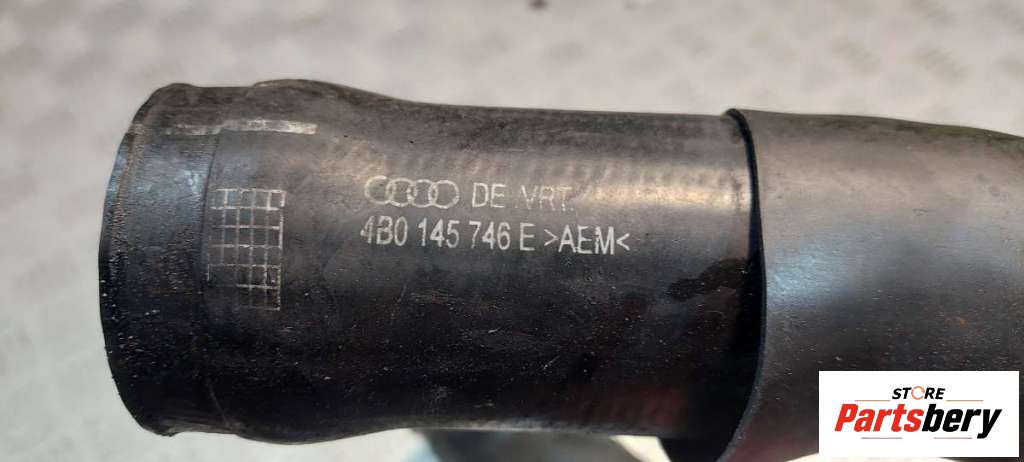 DE VRT.
4B0 145 746 E >AEM<
STORE
Partsbery